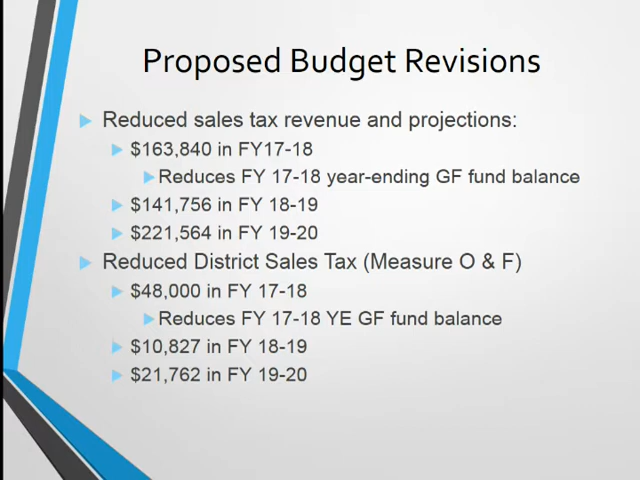 Proposed Budget Revisions
Reduced sales tax revenue and projections:
$163,840 in FY17-18
Reduces FY 17-18 year-ending GF fund balance
$141,756 in FY 18-19
$221,564 in FY 19-20
Reduced District Sales Tax (Measure O & F)
$48,000 in FY 17-18
Reduces FY 17-18 YE GF fund balance
$10,827 in FY 18-19
$21,762 in FY 19-20